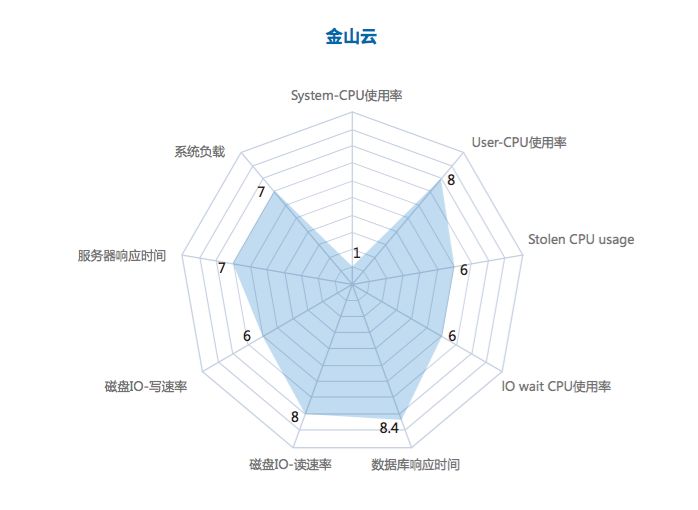 金山云
System-CPU使用率
User-CPU使用率
系统负载
8
7
Stolen CPU usage
1
服务器响应时间
7
6
6
6
磁盘IO-写速率
IO wait CPU使用率
8
8.4
磁盘IO-读速率
数据库响应时间